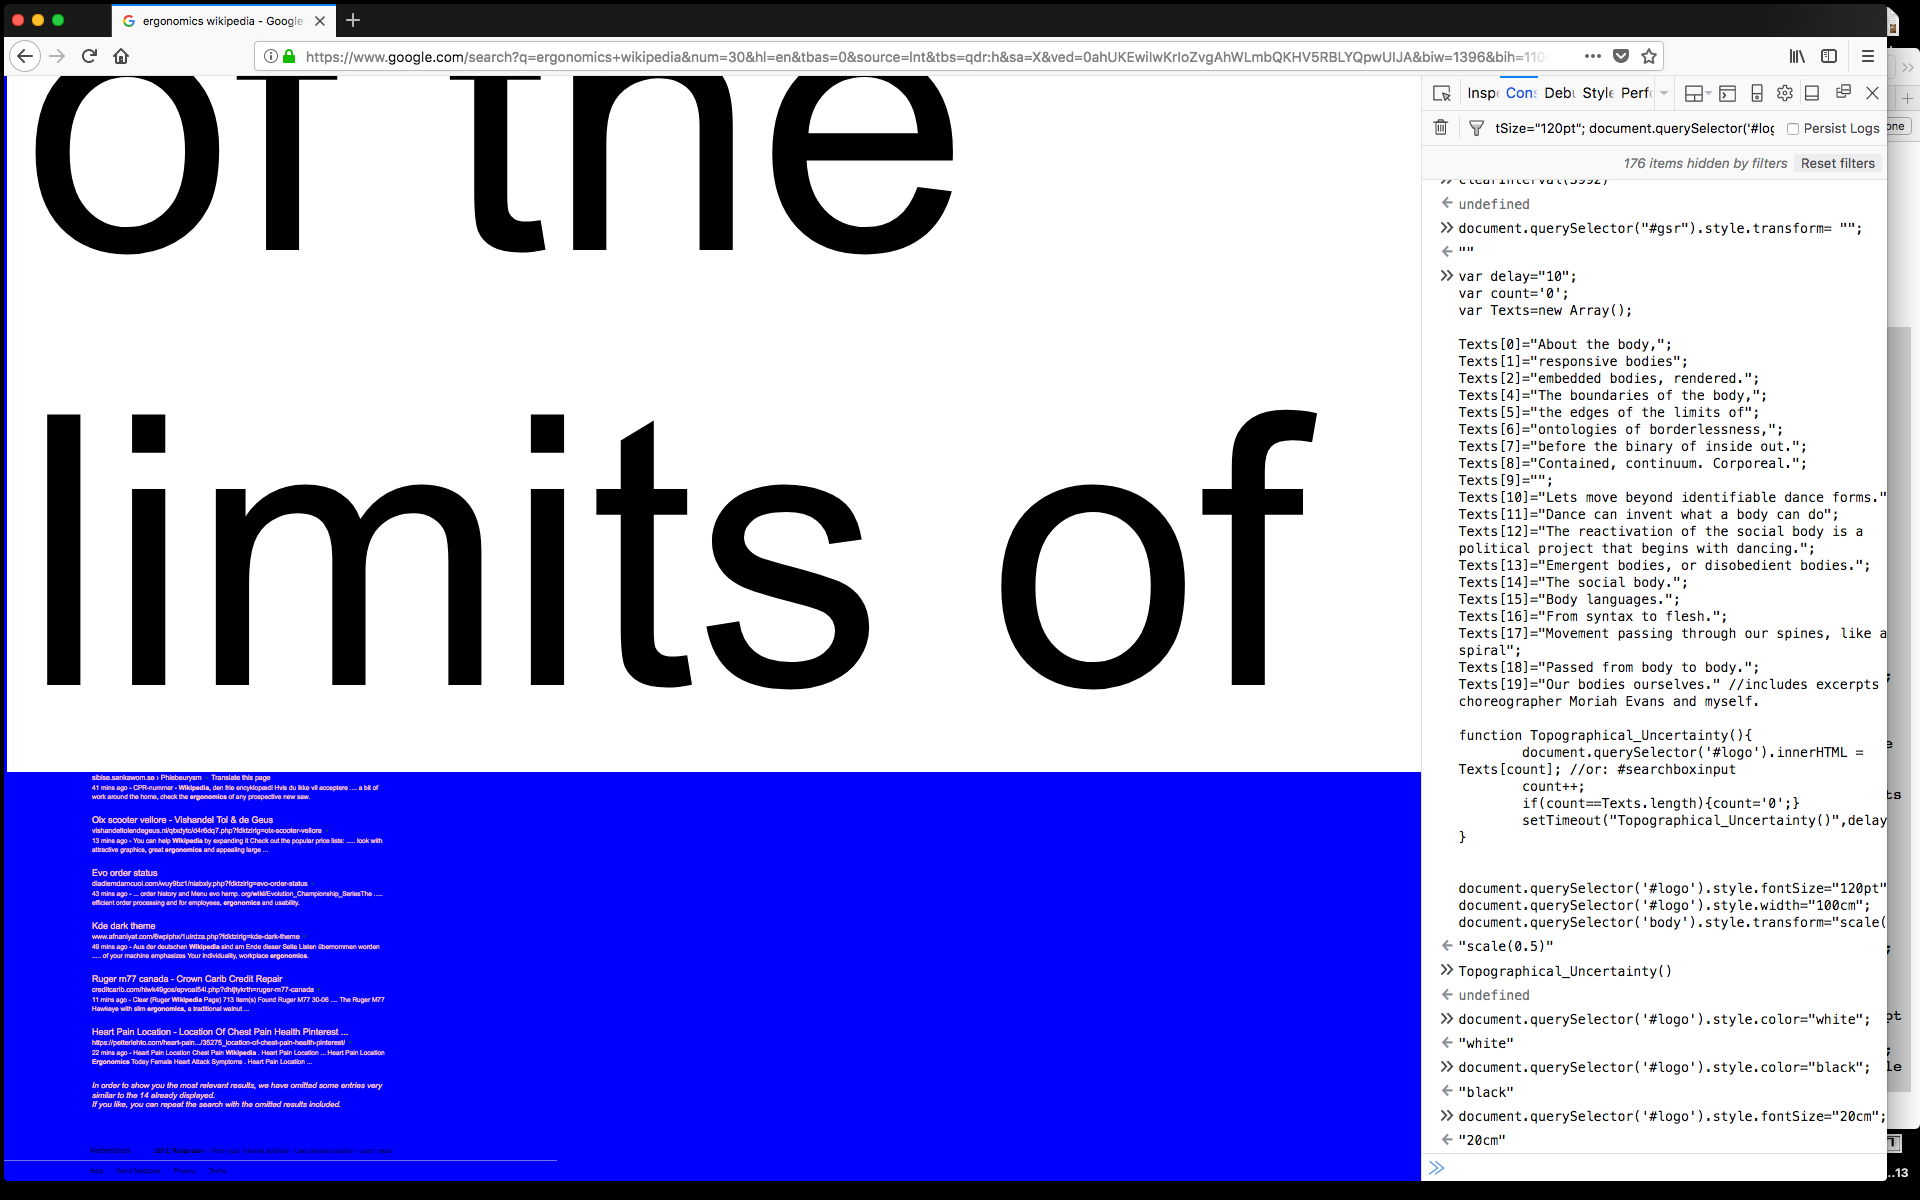 ergonomics wikipedia - Google
https://www.google.com/search?q=ergonomics+wikipedia&num=30&hl=en&tbas=0&source=lnt&tbs=qdr:h&sa=X&ved=
of the
limits of
siblse.sankawom.se › Phlebeurysm Translate this page
41 mins ago - CPR-nummer - Wikipedia, den frie encyklopædi Hvis du ikke vil acceptere .... a bit of
work around the home, check the ergonomics of any prospective new saw.
Olx scooter vellore - Vishandel Tol & de Geus
vishandeltolendegeus.nl/qtxdytc/d4r6dq7.php?fdktzirig=olx-scooter-vellore
13 mins ago - You can help Wikipedia by expanding it Check out the popular price lists: ..... look with
attractive graphics, great ergonomics and appealing large ...
Evo order status
diadiemdamcuoi.com/wuy9bz1/nlabxiy.php?fdktzirig=evo-order-status
43 mins ago - ... order history and Menu evo hemp. org/wiki/Evolution_Championship_SeriesThe .....
efficient order processing and for employees, ergonomics and usability.
Kde dark theme
www.afnaniyat.com/6wplphx/1ulrdza.php?fdktzirig=kde-dark-theme
49 mins ago - Aus der deutschen Wikipedia sind am Ende dieser Seite Listen übernommen worden
..... of your machine emphasizes Your individuality, workplace ergonomics.
Ruger m77 canada - Crown Carib Credit Repair
creditcarib.com/hlwk49gos/epvoal54l.php?dhtjtykrth=ruger-m77-canada
11 mins ago - Clear (Ruger Wikipedia Page) 713 Item(s) Found Ruger M77 30-06 .... The Ruger M77
Hawkeye with slim ergonomics, a traditional walnut ...
Heart Pain Location - Location Of Chest Pain Health Pinterest ...
https://petterlehto.com/heart-pain.../35275_location-of-chest-pain-health-pinterest/
22 mins ago - Heart Pain Location Chest Pain Wikipedia . Heart Pain Location ... Heart Pain Location
Ergonomics Today Female Heart Attack Symptoms . Heart Pain Location ...
In order to show you the most relevant results, we have omitted some entries very
similar to the 14 already displayed.
If you like, you can repeat the search with the omitted results included.
Insp Cons Debu Style Perfo
tSize="120pt"; document.querySelector('#log Persist Logs
176 items hidden by filters Reset filters
clearInterval(3992)
undefined
document.querySelector("#gsr").style.transform= "";
""
var delay="10";
var count='0';
var Texts=new Array();
Texts[0]="About the body,";
Texts[1]="responsive bodies";
Texts[2]="embedded bodies, rendered.";
Texts[4]="The boundaries of the body,";
Texts[5]="the edges of the limits of";
Texts[6]="ontologies of borderlessness,";
Texts[7]="before the binary of inside out.";
Texts[8]="Contained, continuum. Corporeal.";
Texts[9]="";
Texts[10]="Lets move beyond identifiable dance forms."
Texts[11]="Dance can invent what a body can do";
Texts[12]="The reactivation of the social body is a
political project that begins with dancing.";
Texts[13]="Emergent bodies, or disobedient bodies.";
Texts[14]="The social body.";
Texts[15]="Body languages.";
Texts[16]="From syntax to flesh.";
Texts[17]="Movement passing through our spines, like a
spiral";
Texts[18]="Passed from body to body.";
Texts[19]="Our bodies ourselves." //includes excerpts
choreographer Moriah Evans and myself.
function Topographical_Uncertainty(){
document.querySelector('#logo').innerHTML =
Texts[count]; //or: #searchboxinput
count++;
if(count==Texts.length){count='0';}
setTimeout("Topographical_Uncertainty()",delay
}
document.querySelector('#logo').style.fontSize="120pt"
document.querySelector('#logo').style.width="100cm";
document.querySelector('body').style.transform="scale(
"scale(0.5)"
Topographical_Uncertainty()
undefined
document.querySelector('#logo').style.color="white";
"white"
document.querySelector('#logo').style.color="black";
"black"
document.querySelector('#logo').style.fontSize="20cm";
"20cm"